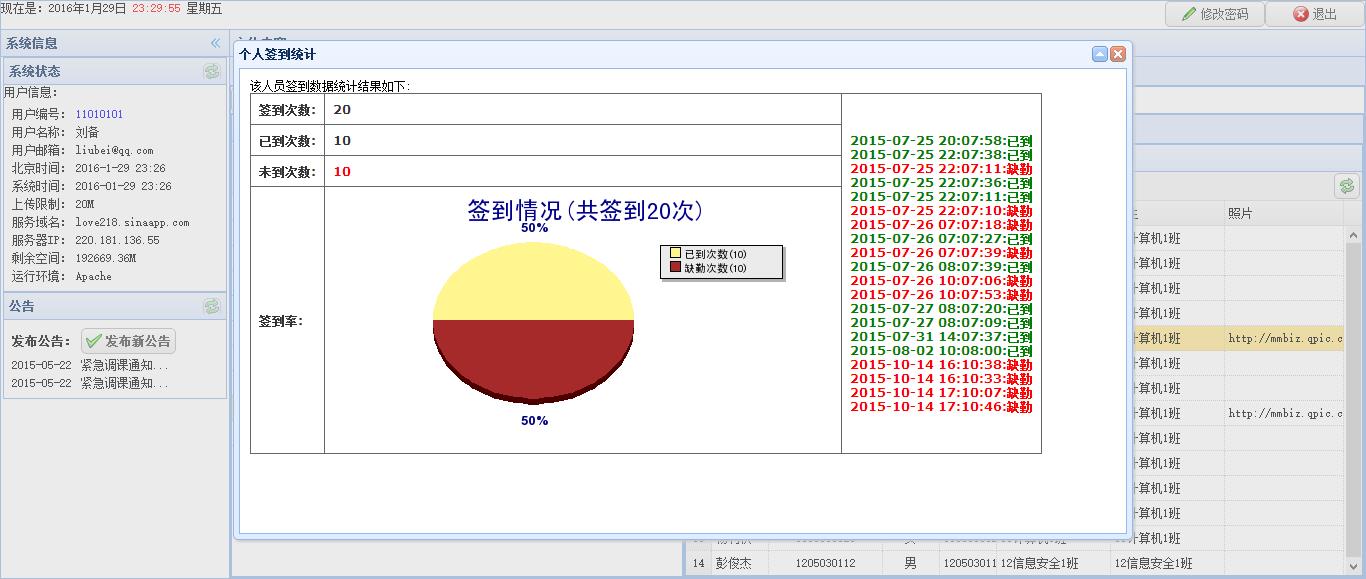 现在是: 2016年1月29日 23:29:55 星期五
修改密码
退出
系统信息
系统状态
用户信息:
用户编号: 11010101
用户名称: 刘备
用户邮箱: liubei@qq.com
北京时间: 2016-1-29 23:26
系统时间: 2016-01-29 23:26
上传限制: 20M
服务域名: love218.sinaapp.com
服务器IP: 220.181.136.55
剩余空间: 192669.36M
运行环境: Apache
公告
发布公告: 发布新公告
2015-05-22 '紧急调课通知...
2015-05-22 '紧急调课通知...
个人签到统计
该人员签到数据统计结果如下:
签到次数: 20
已到次数: 10
未到次数: 10
签到率:
签到情况(共签到20次)
50%
已到次数(10)
缺勤次数(10)
50%
2015-07-25 20:07:58:已到
2015-07-25 22:07:38:已到
2015-07-25 22:07:11:缺勤
2015-07-25 22:07:36:已到
2015-07-25 22:07:11:已到
2015-07-25 22:07:10:缺勤
2015-07-26 07:07:18:缺勤
2015-07-26 07:07:27:已到
2015-07-26 07:07:39:缺勤
2015-07-26 08:07:39:已到
2015-07-26 10:07:06:缺勤
2015-07-26 10:07:53:缺勤
2015-07-27 08:07:20:已到
2015-07-27 08:07:09:已到
2015-07-31 14:07:37:已到
2015-08-02 10:08:00:已到
2015-10-14 16:10:38:缺勤
2015-10-14 16:10:33:缺勤
2015-10-14 17:10:07:缺勤
2015-10-14 17:10:46:缺勤
照片
计算机1班
计算机1班
计算机1班
计算机1班
计算机1班 http://mmbiz.qpic.c
计算机1班
计算机1班
计算机1班 http://mmbiz.qpic.c
计算机1班
计算机1班
计算机1班
计算机1班
计算机1班
14 彭俊杰 1205030112 男 120503011 12信息安全1班 12信息安全1班